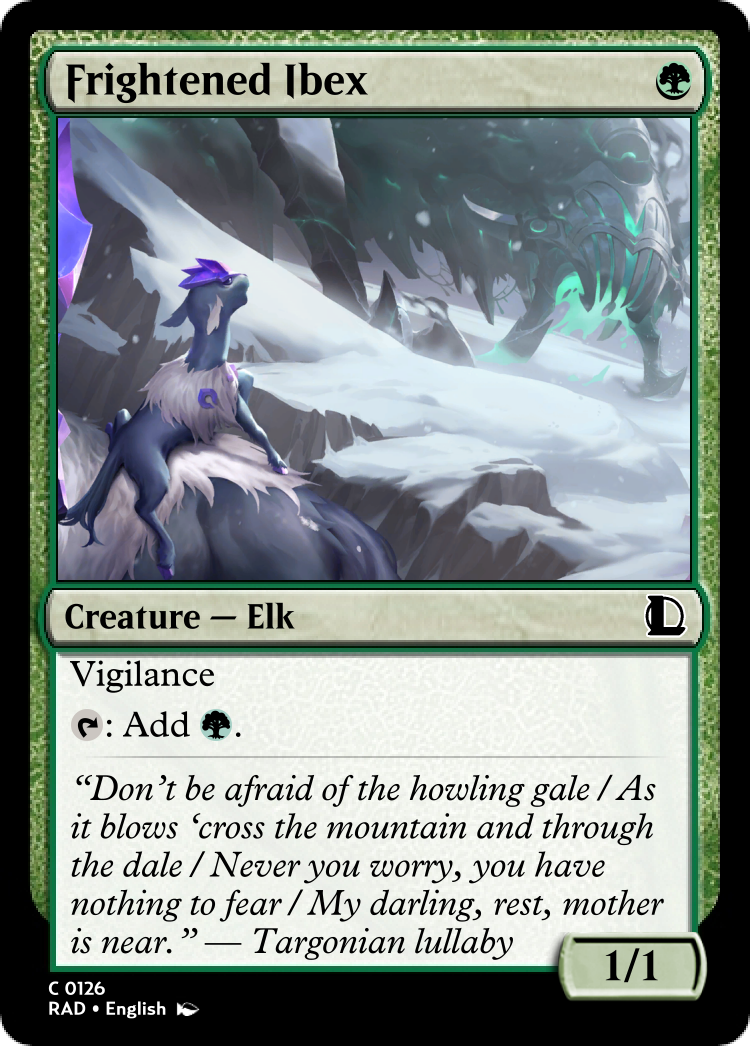 Frightened Ibex
Creature — Elk
Vigilance
: Add .
“Don’t be afraid of the howling gale / As
it blows ‘cross the mountain and through
the dale / Never you worry, you have
nothing to fear / My darling, rest, mother
is near.” — Targonian lullaby
1/1
C 0126
RAD • English